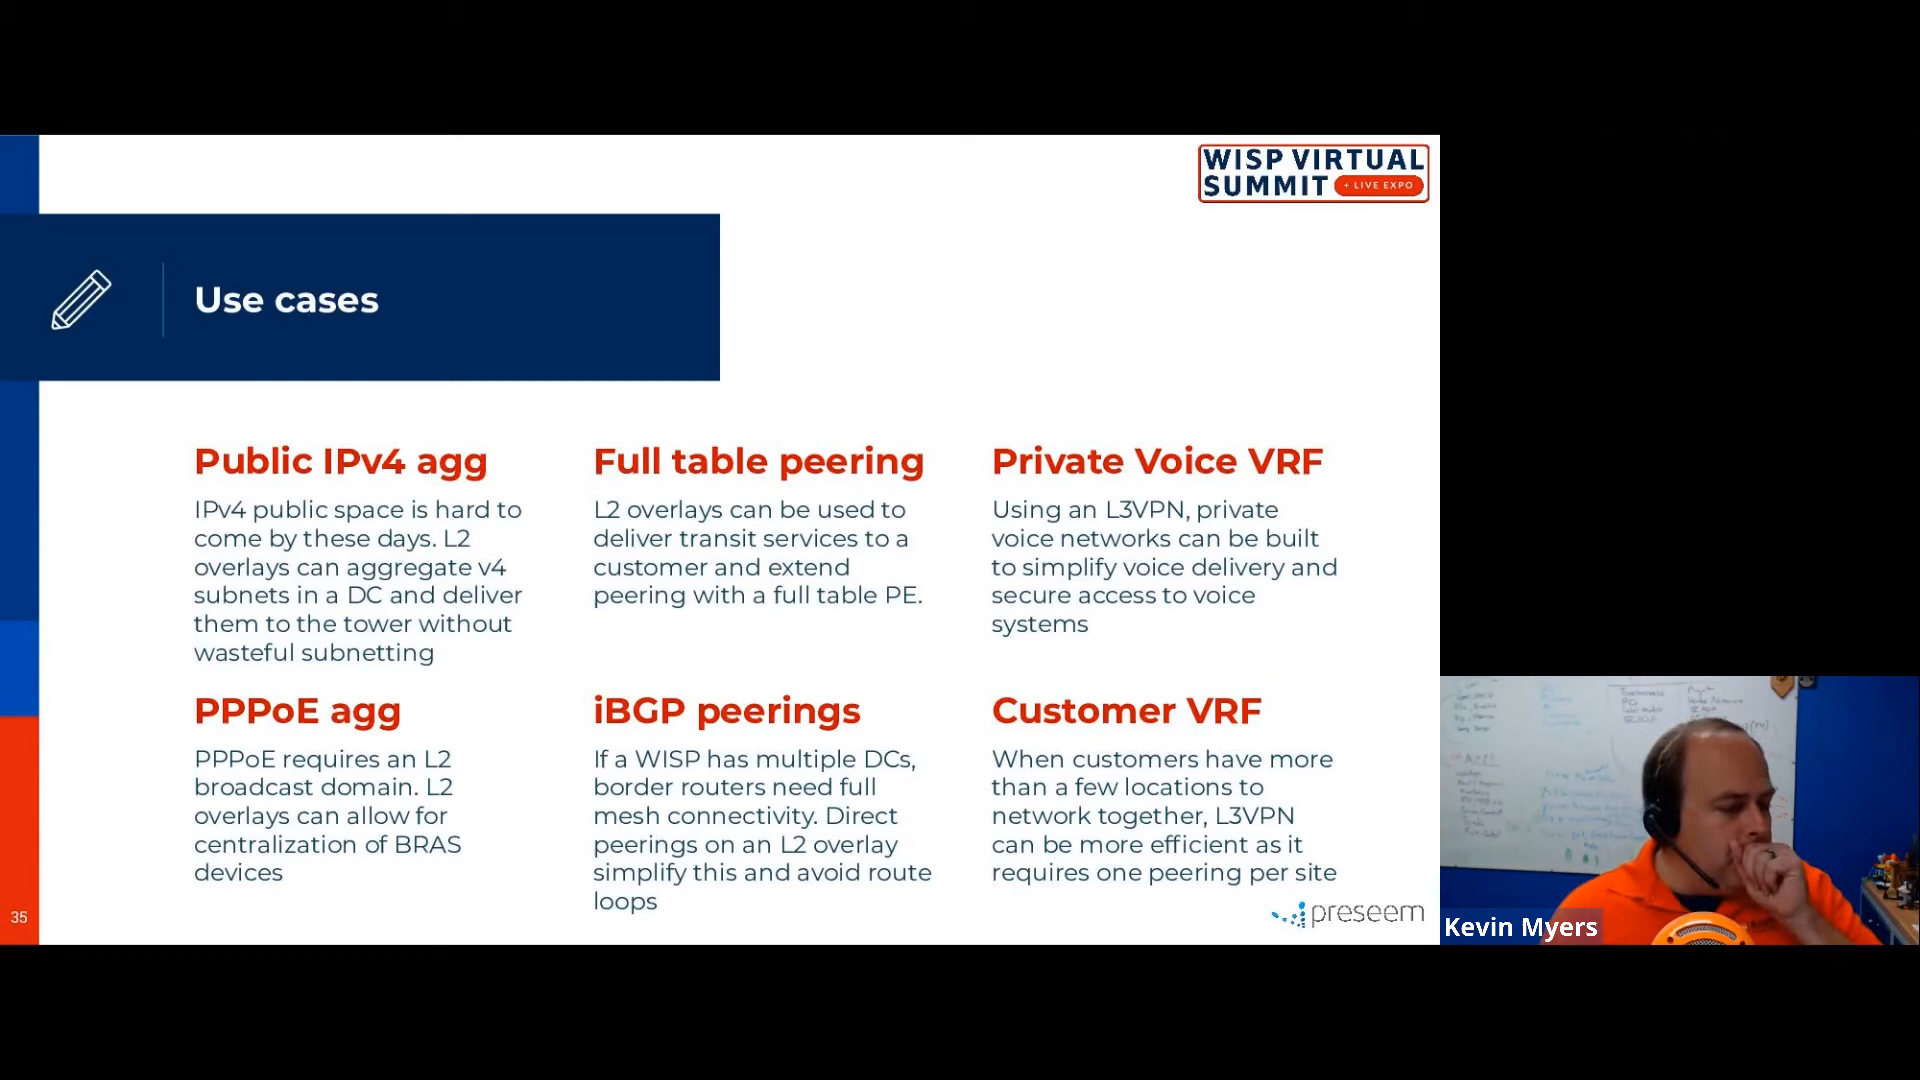 WISP VIRTUAL
SUMMIT + LIVE EXPO
Use cases
Public IPv4 agg
IPv4 public space is hard to
come by these days. L2
overlays can aggregate v4
subnets in a DC and deliver
them to the tower without
wasteful subnetting
Full table peering
L2 overlays can be used to
deliver transit services to a
customer and extend
peering with a full table PE.
Private Voice VRF
Using an L3VPN, private
voice networks can be built
to simplify voice delivery and
secure access to voice
systems
PPPoE agg
PPPoE requires an L2
broadcast domain. L2
overlays can allow for
centralization of BRAS
devices
iBGP peerings
If a WISP has multiple DCs,
border routers need full
mesh connectivity. Direct
peerings on an L2 overlay
simplify this and avoid route
loops
Customer VRF
When customers have more
than a few locations to
network together, L3VPN
can be more efficient as it
requires one peering per site
35
preseem
Kevin Myers